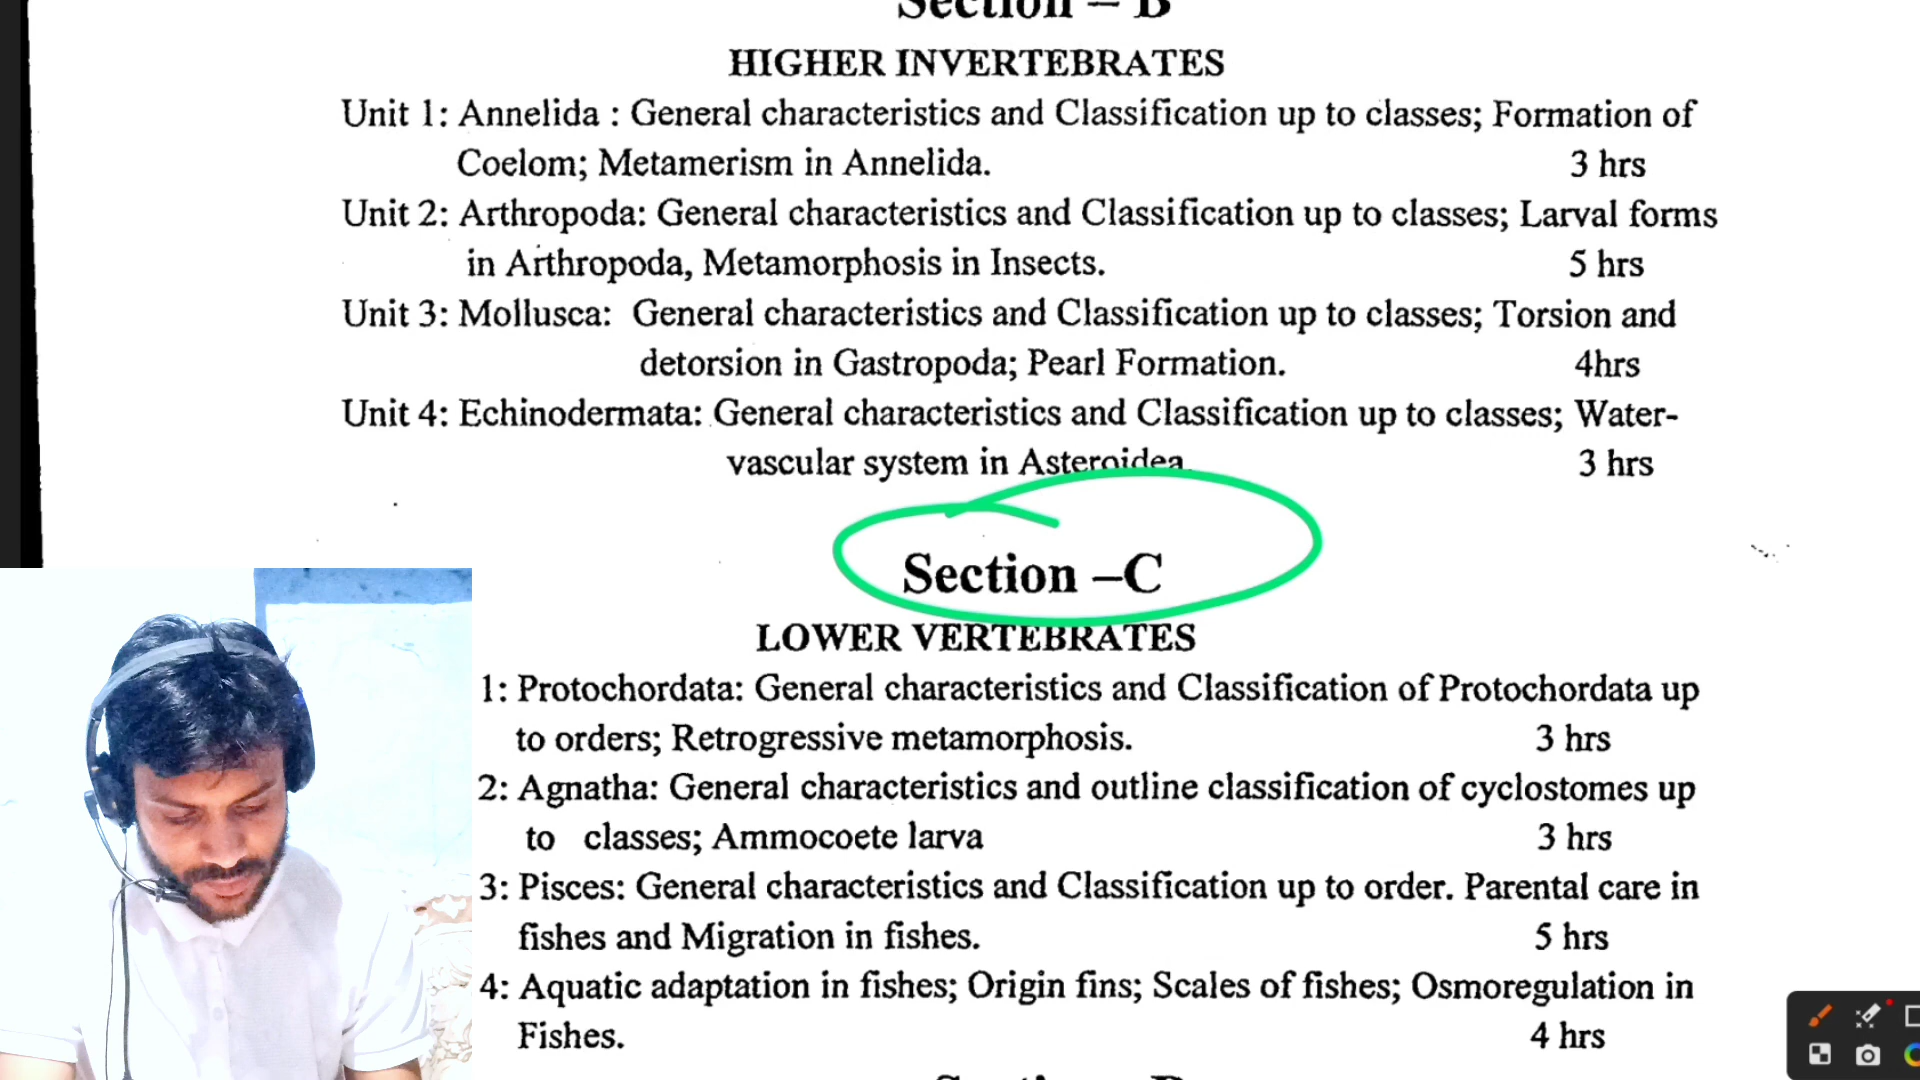 Section – B
HIGHER INVERTEBRATES
Unit 1: Annelida : General characteristics and Classification up to classes; Formation of
Coelom; Metamerism in Annelida. 3 hrs
Unit 2: Arthropoda: General characteristics and Classification up to classes; Larval forms
in Arthropoda, Metamorphosis in Insects. 5 hrs
Unit 3: Mollusca: General characteristics and Classification up to classes; Torsion and
detorsion in Gastropoda; Pearl Formation. 4hrs
Unit 4: Echinodermata: General characteristics and Classification up to classes; Water-
vascular system in Asteroidea 3 hrs
Section –C
LOWER VERTEBRATES
1: Protochordata: General characteristics and Classification of Protochordata up
to orders; Retrogressive metamorphosis. 3 hrs
2: Agnatha: General characteristics and outline classification of cyclostomes up
to classes; Ammocoete larva 3 hrs
3: Pisces: General characteristics and Classification up to order. Parental care in
fishes and Migration in fishes. 5 hrs
4: Aquatic adaptation in fishes; Origin fins; Scales of fishes; Osmoregulation in
Fishes. 4 hrs